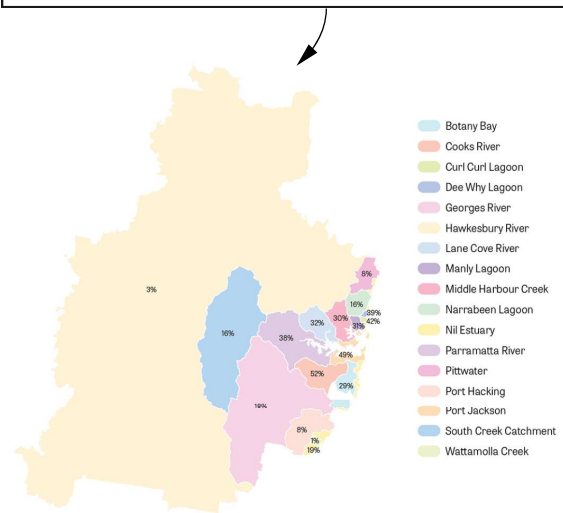 Botany Bay
Cooks River
Curl Curl Lagoon
Dee Why Lagoon
Georges River
Hawkesbury River
Lane Cove River
Manly Lagoon
Middle Harbour Creek
Narrabeen Lagoon
Nil Estuary
Parramatta River
Pittwater
Port Hacking
Port Jackson
South Creek Catchment
Wattamolla Creek
8%
3%
16%
39%
42%
31%
30%
32%
16%
38%
49%
52%
29%
19%
8%
1%
19%